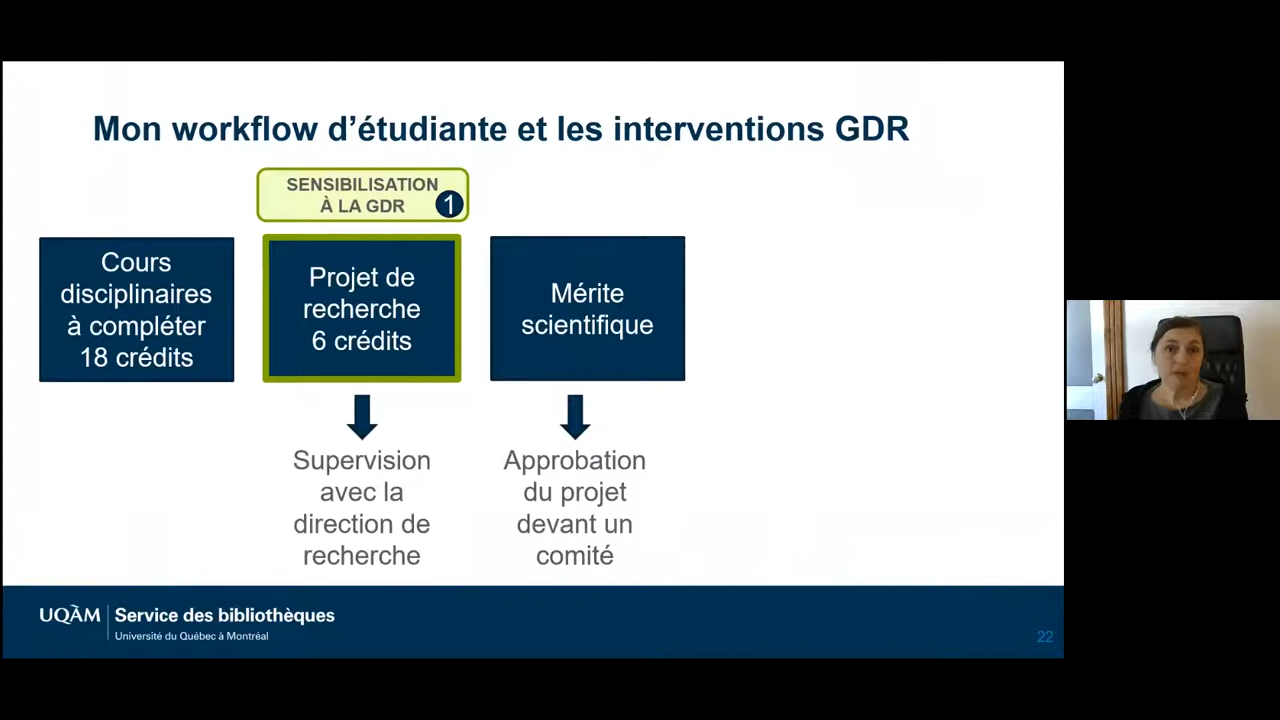 Mon workflow d’étudiante et les interventions GDR
SENSIBILISATION
À LA GDR
1
Cours
disciplinaires
à compléter
18 crédits
Projet de
recherche
6 crédits
Mérite
scientifique
Supervision
avec la
direction de
recherche
Approbation
du projet
devant un
comité
UQÀM
Service des bibliothèques
Université du Québec à Montréal
22